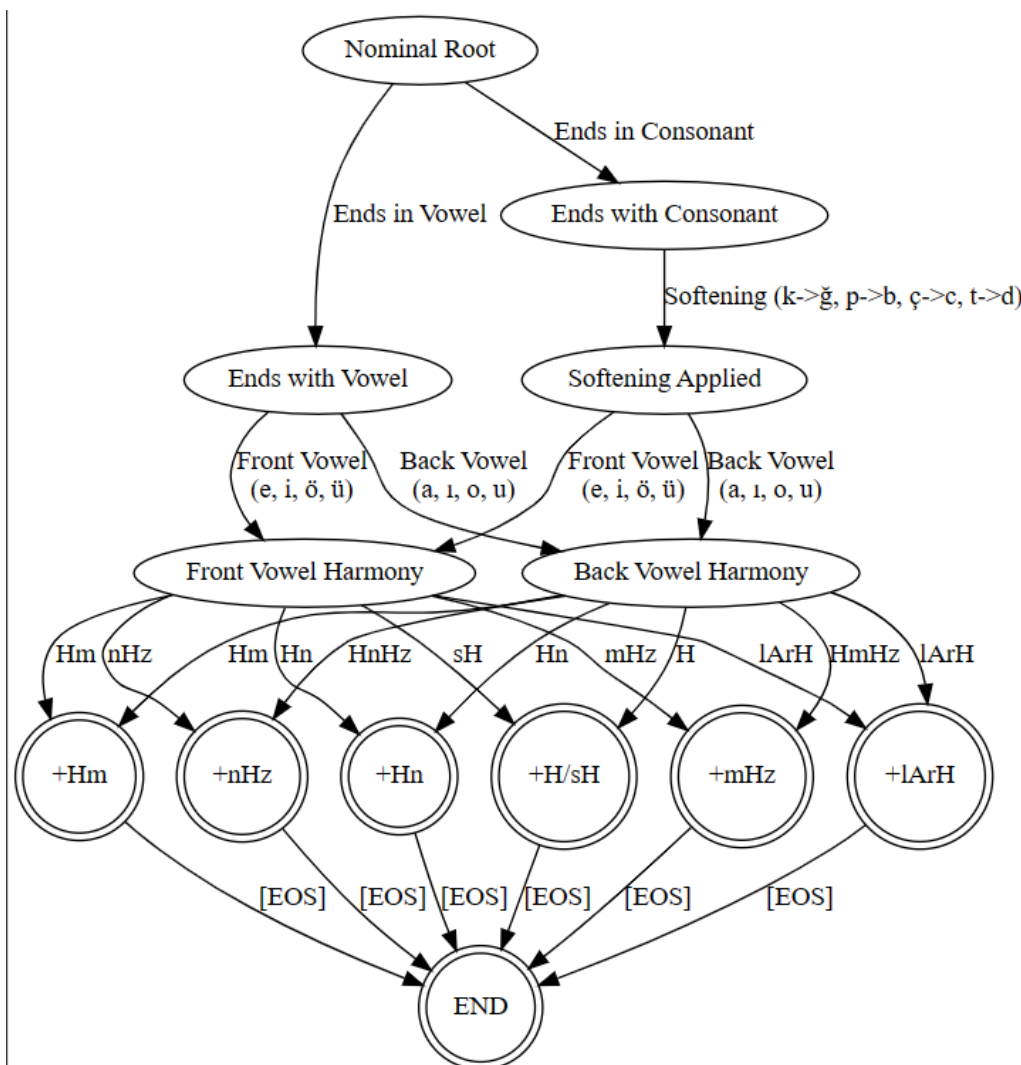 Nominal Root
Ends in Consonant
Ends in Vowel
Ends with Consonant
Softening (k->ğ, p->b, ç->c, t->d)
Ends with Vowel
Softening Applied
Front Vowel
(e, i, ö, ü)
Back Vowel
(a, ı, o, u)
Front Vowel
(e, i, ö, ü)
Back Vowel
(a, ı, o, u)
Front Vowel Harmony
Back Vowel Harmony
Hm
nHz
Hm
Hn
HnHz
sH
Hn
mHz
H
lArH
HmHz
lArH
+Hm
+nHz
+Hn
+H/sH
+mHz
+lArH
[EOS]
[EOS]
[EOS]
[EOS]
[EOS]
[EOS]
END